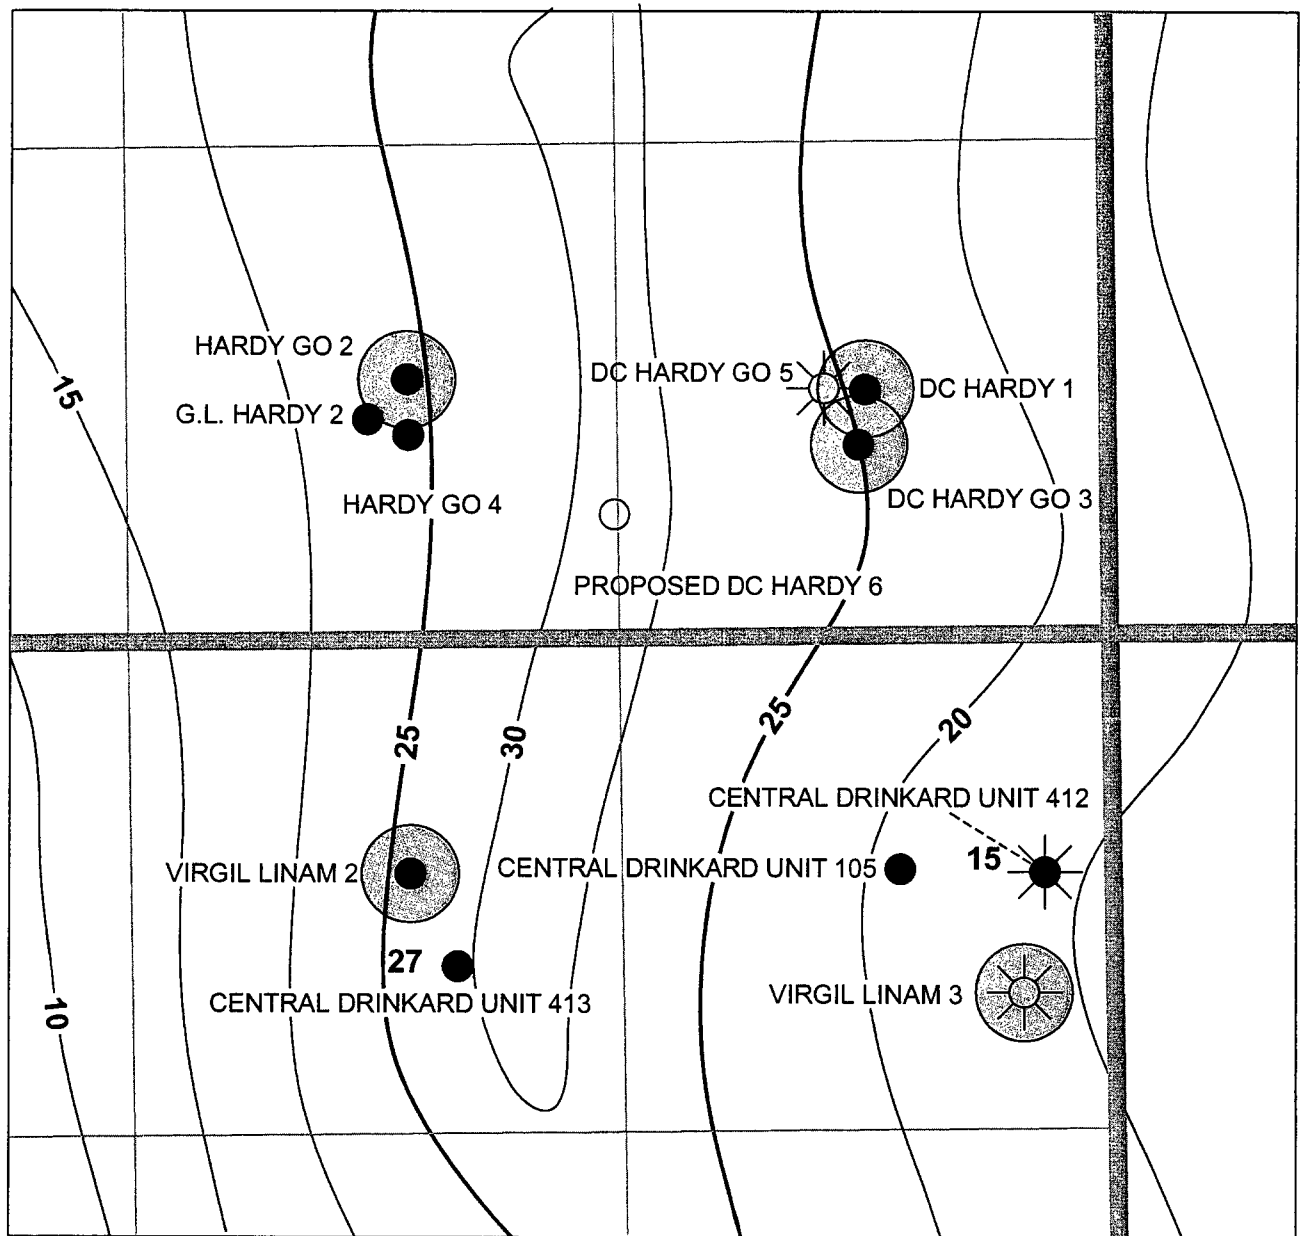 HARDY GO 2
DC HARDY GO 5
DC HARDY 1
15
G.L. HARDY 2
HARDY GO 4
DC HARDY GO 3
PROPOSED DC HARDY 6
25
30
25
20
CENTRAL DRINKARD UNIT 412
VIRGIL LINAM 2
CENTRAL DRINKARD UNIT 105
15
27
CENTRAL DRINKARD UNIT 413
VIRGIL LINAM 3
10